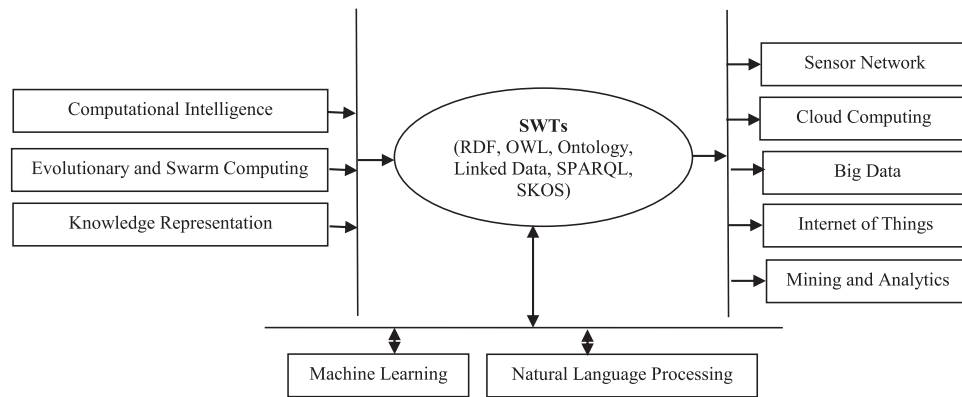 Computational Intelligence
Evolutionary and Swarm Computing
Knowledge Representation
SWTs
(RDF, OWL, Ontology,
Linked Data, SPARQL,
SKOS)
Sensor Network
Cloud Computing
Big Data
Internet of Things
Mining and Analytics
Machine Learning
Natural Language Processing